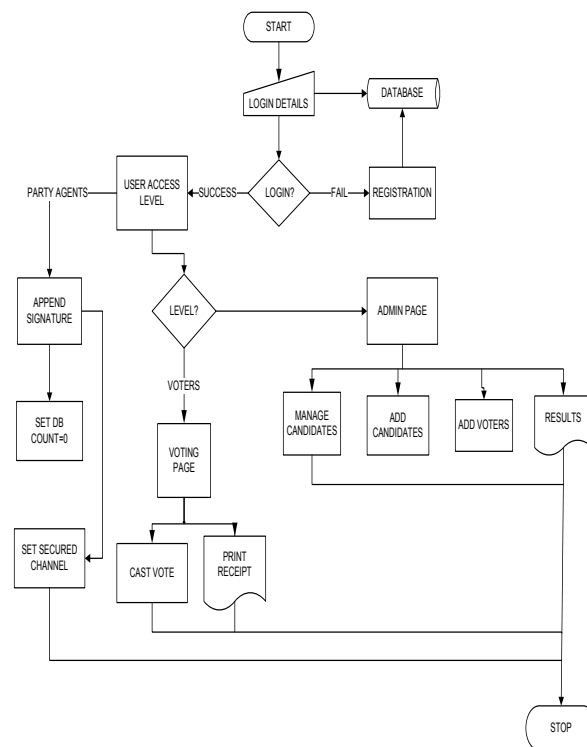 START
LOGIN DETAILS
DATABASE
PARTY AGENTS
USER ACCESS
LEVEL
SUCCESS
LOGIN?
FAIL
REGISTRATION
APPEND
SIGNATURE
LEVEL?
ADMIN PAGE
VOTERS
SET DB
COUNT=0
MANAGE
CANDIDATES
ADD
CANDIDATES
ADD VOTERS
RESULTS
VOTING
PAGE
SET SECURED
CHANNEL
CAST VOTE
PRINT
RECEIPT
STOP